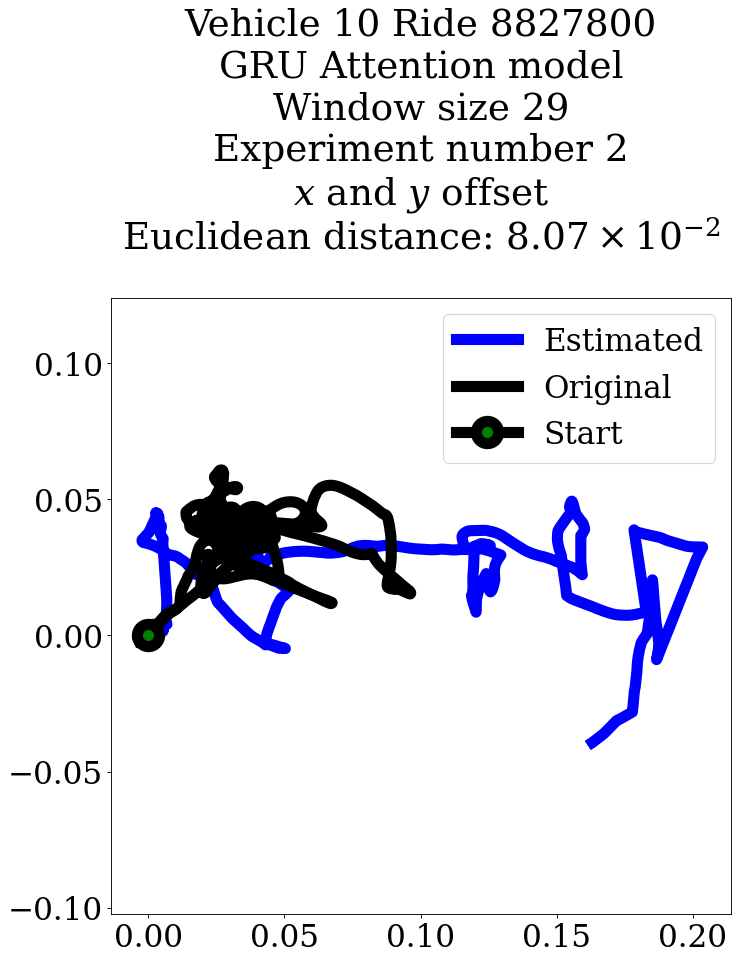 Vehicle 10 Ride 8827800
GRU Attention model
Window size 29
Experiment number 2
x and y offset
Euclidean distance: 8.07 × 10⁻²
Estimated
Original
Start
0.10
0.05
0.00
−0.05
−0.10
0.00 0.05 0.10 0.15 0.20